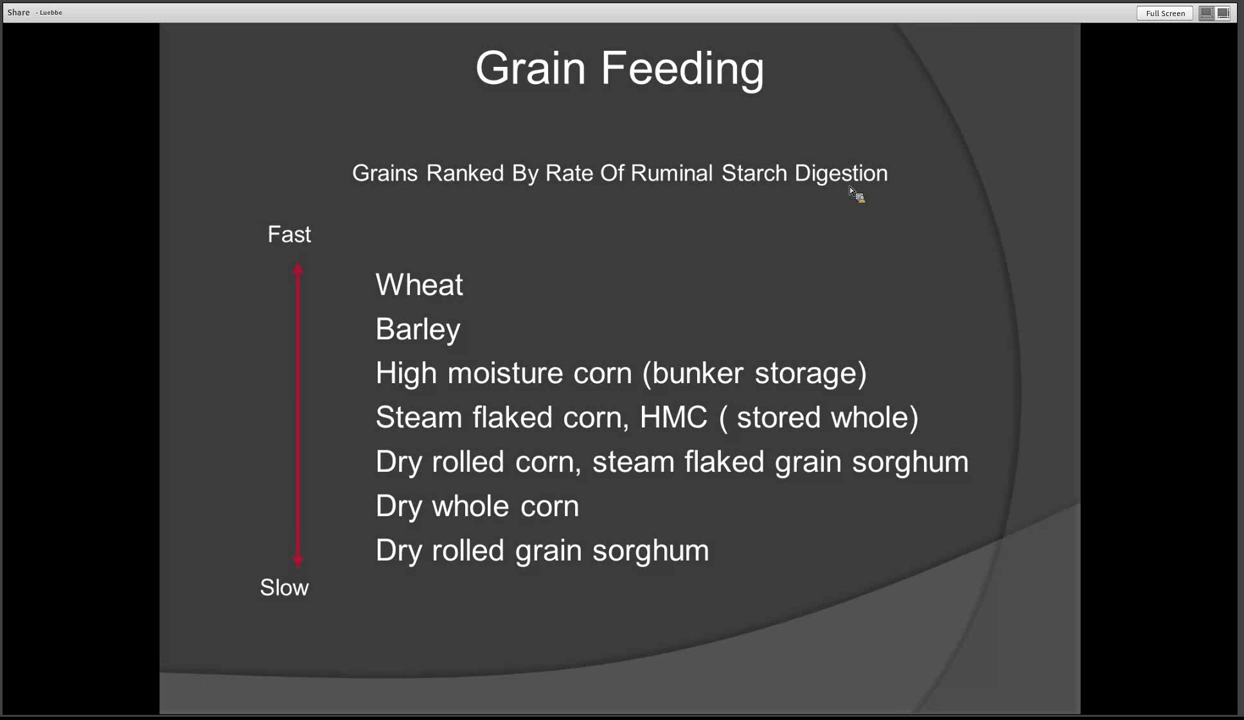 Share - Luebbe
Full Screen
Grain Feeding
Grains Ranked By Rate Of Ruminal Starch Digestion
Fast
Wheat
Barley
High moisture corn (bunker storage)
Steam flaked corn, HMC ( stored whole)
Dry rolled corn, steam flaked grain sorghum
Dry whole corn
Dry rolled grain sorghum
Slow